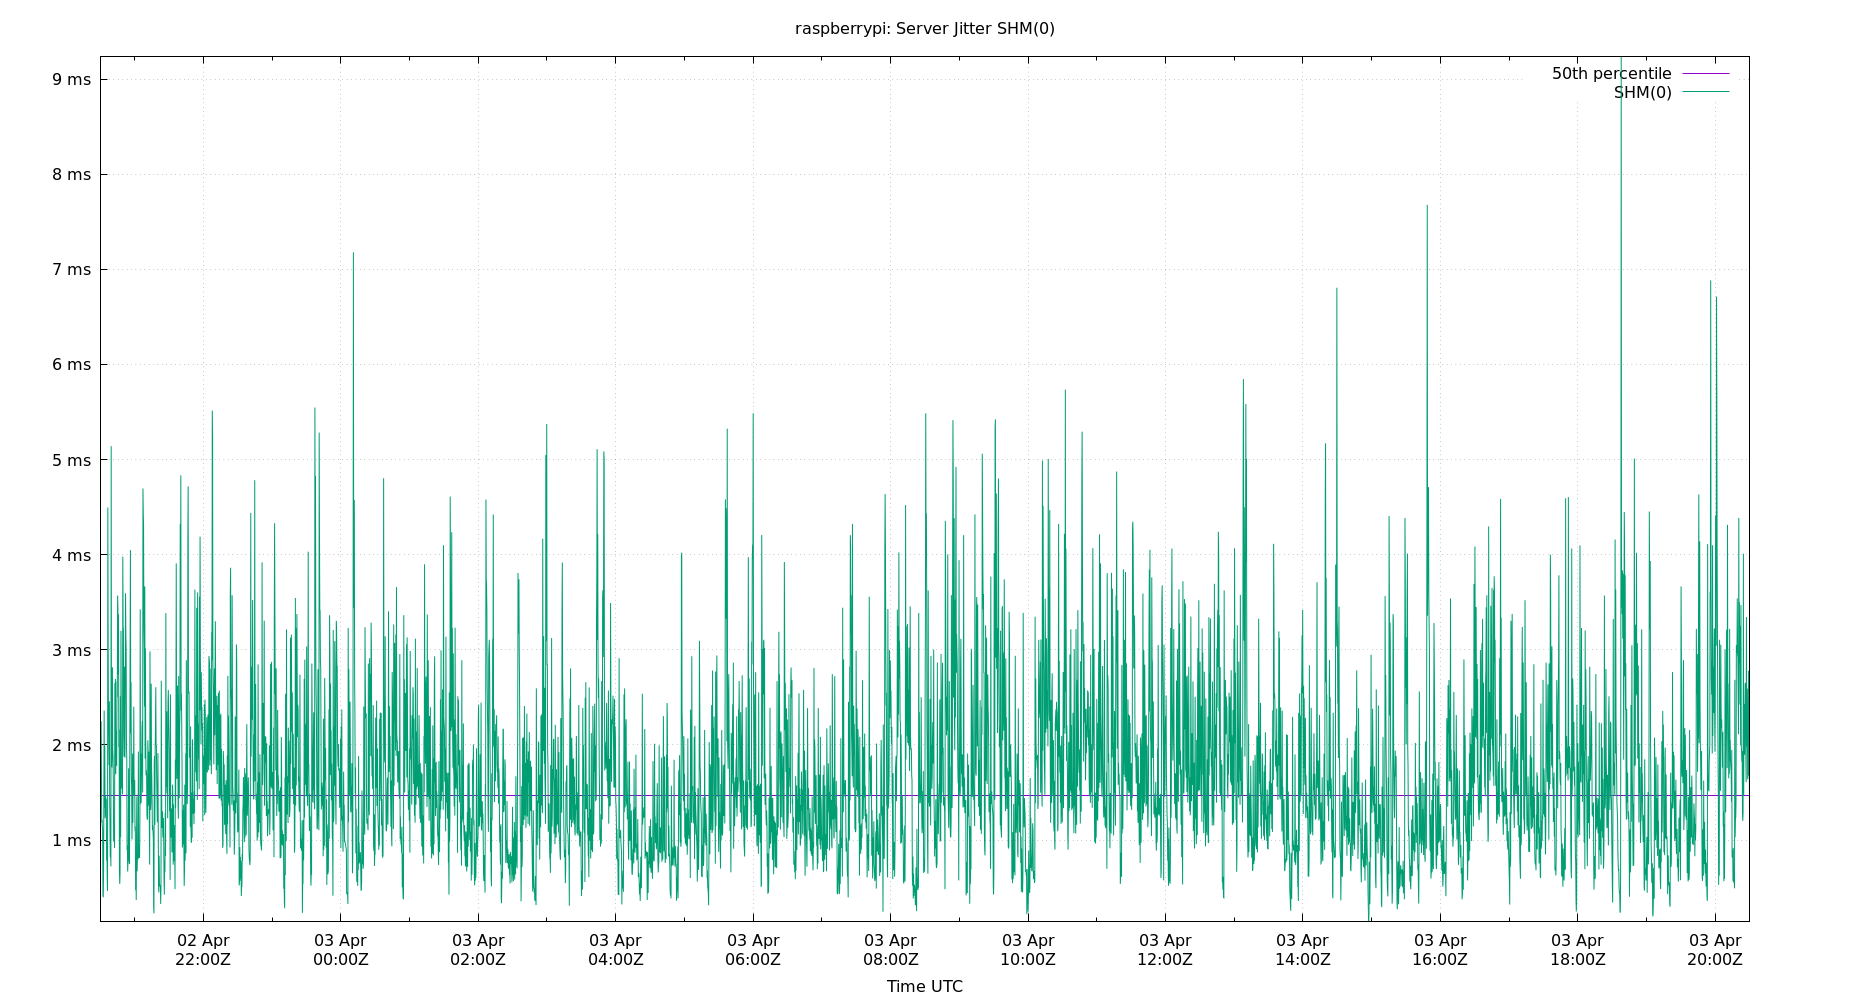 raspberrypi: Server Jitter SHM(0)
50th percentile
SHM(0)
9 ms
8 ms
7 ms
6 ms
5 ms
4 ms
3 ms
2 ms
1 ms
02 Apr 03 Apr 03 Apr 03 Apr 03 Apr 03 Apr 03 Apr 03 Apr 03 Apr 03 Apr 03 Apr 03 Apr
22:00Z 00:00Z 02:00Z 04:00Z 06:00Z 08:00Z 10:00Z 12:00Z 14:00Z 16:00Z 18:00Z 20:00Z
Time UTC